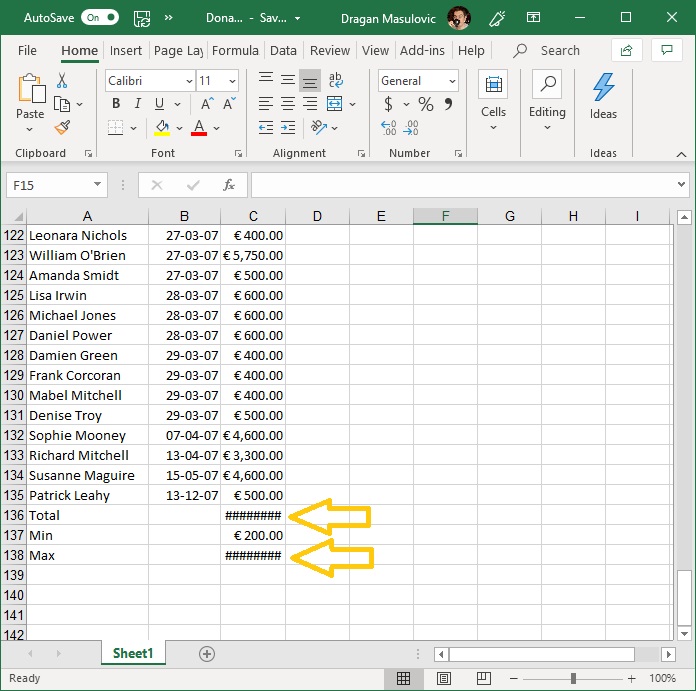 AutoSave On Dona... - Sav... Dragan Masulovic
File Home Insert Page Lay Formula Data Review View Add-ins Help Search
Paste
Clipboard
Calibri 11
B I U A A
A
Font
ab
Alignment
General
$ % 9
Number
Cells
Editing
Ideas
Ideas
F15 fx
A B C D E F G H I
122 Leonara Nichols 27-03-07 € 400.00
123 William O'Brien 27-03-07 € 5,750.00
124 Amanda Smidt 27-03-07 € 500.00
125 Lisa Irwin 28-03-07 € 600.00
126 Michael Jones 28-03-07 € 600.00
127 Daniel Power 28-03-07 € 600.00
128 Damien Green 29-03-07 € 400.00
129 Frank Corcoran 29-03-07 € 400.00
130 Mabel Mitchell 29-03-07 € 400.00
131 Denise Troy 29-03-07 € 500.00
132 Sophie Mooney 07-04-07 € 4,600.00
133 Richard Mitchell 13-04-07 € 3,300.00
134 Susanne Maguire 15-05-07 € 4,600.00
135 Patrick Leahy 13-12-07 € 500.00
136 Total ########
137 Min € 200.00
138 Max ########
139
140
141
142
Sheet1
Ready 100%